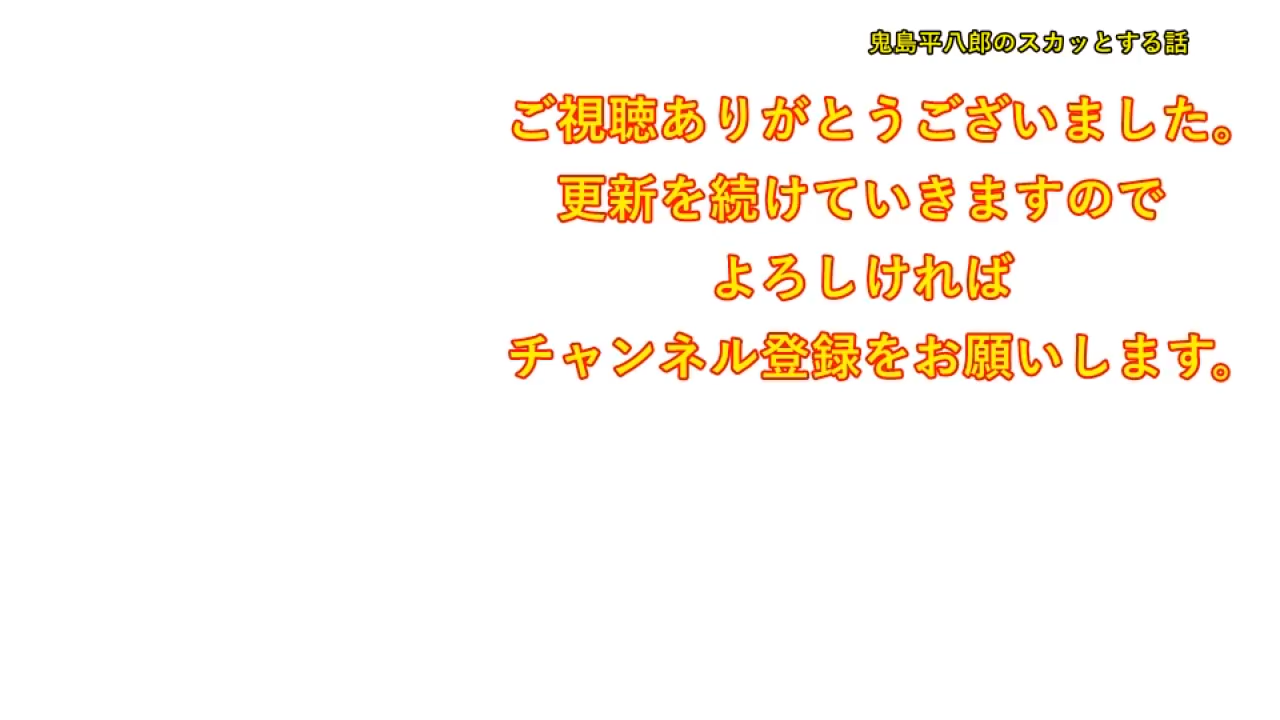 鬼島平八郎のスカッとする話
ご視聴ありがとうございました。
更新を続けていきますので
よろしければ
チャンネル登録をお願いします。